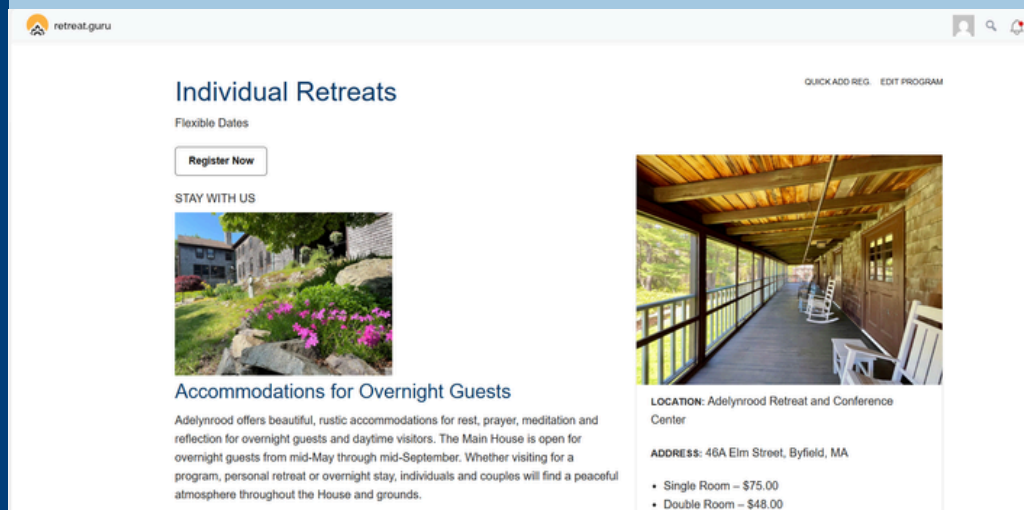 retreat.guru
QUICK ADD REG. EDIT PROGRAM
Individual Retreats
Flexible Dates
Register Now
STAY WITH US
Accommodations for Overnight Guests
Adelynrood offers beautiful, rustic accommodations for rest, prayer, meditation and
reflection for overnight guests and daytime visitors. The Main House is open for
overnight guests from mid-May through mid-September. Whether visiting for a
program, personal retreat or overnight stay, individuals and couples will find a peaceful
atmosphere throughout the House and grounds.
LOCATION: Adelynrood Retreat and Conference
Center
ADDRESS: 46A Elm Street, Byfield, MA
• Single Room – $75.00
• Double Room – $48.00